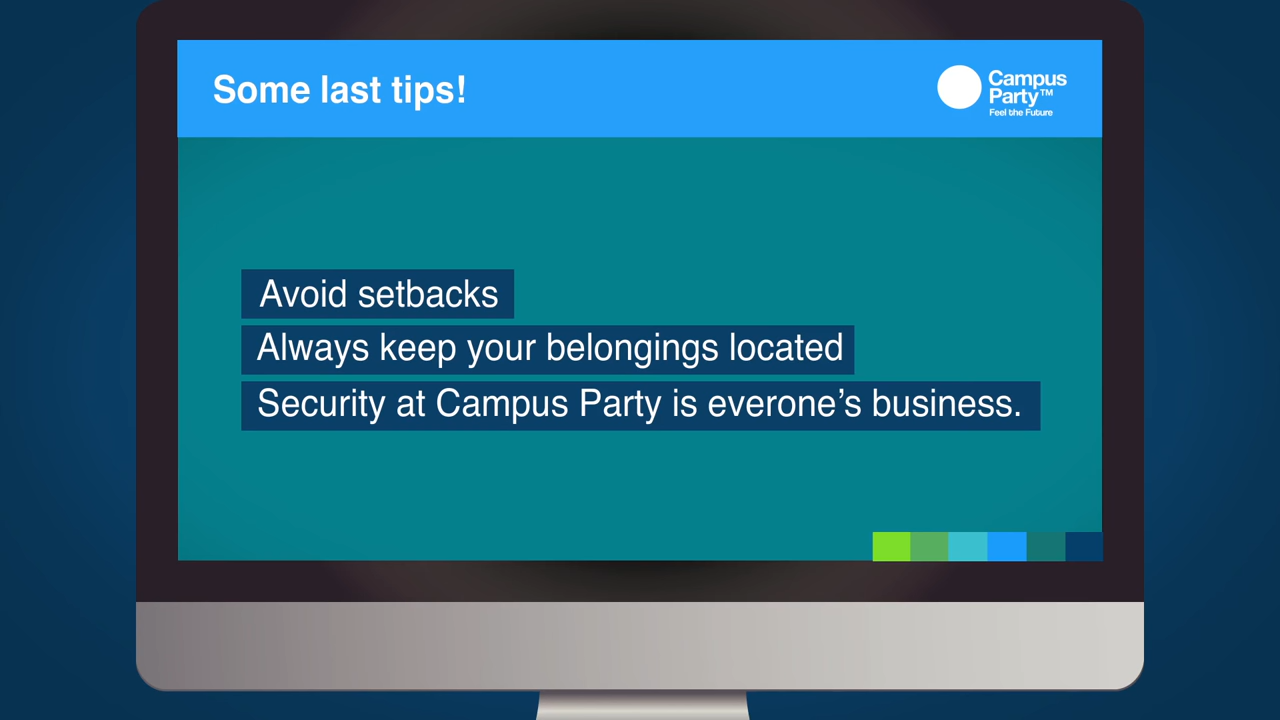 Some last tips!
Campus
Party™
Feel the Future
Avoid setbacks
Always keep your belongings located
Security at Campus Party is everone’s business.